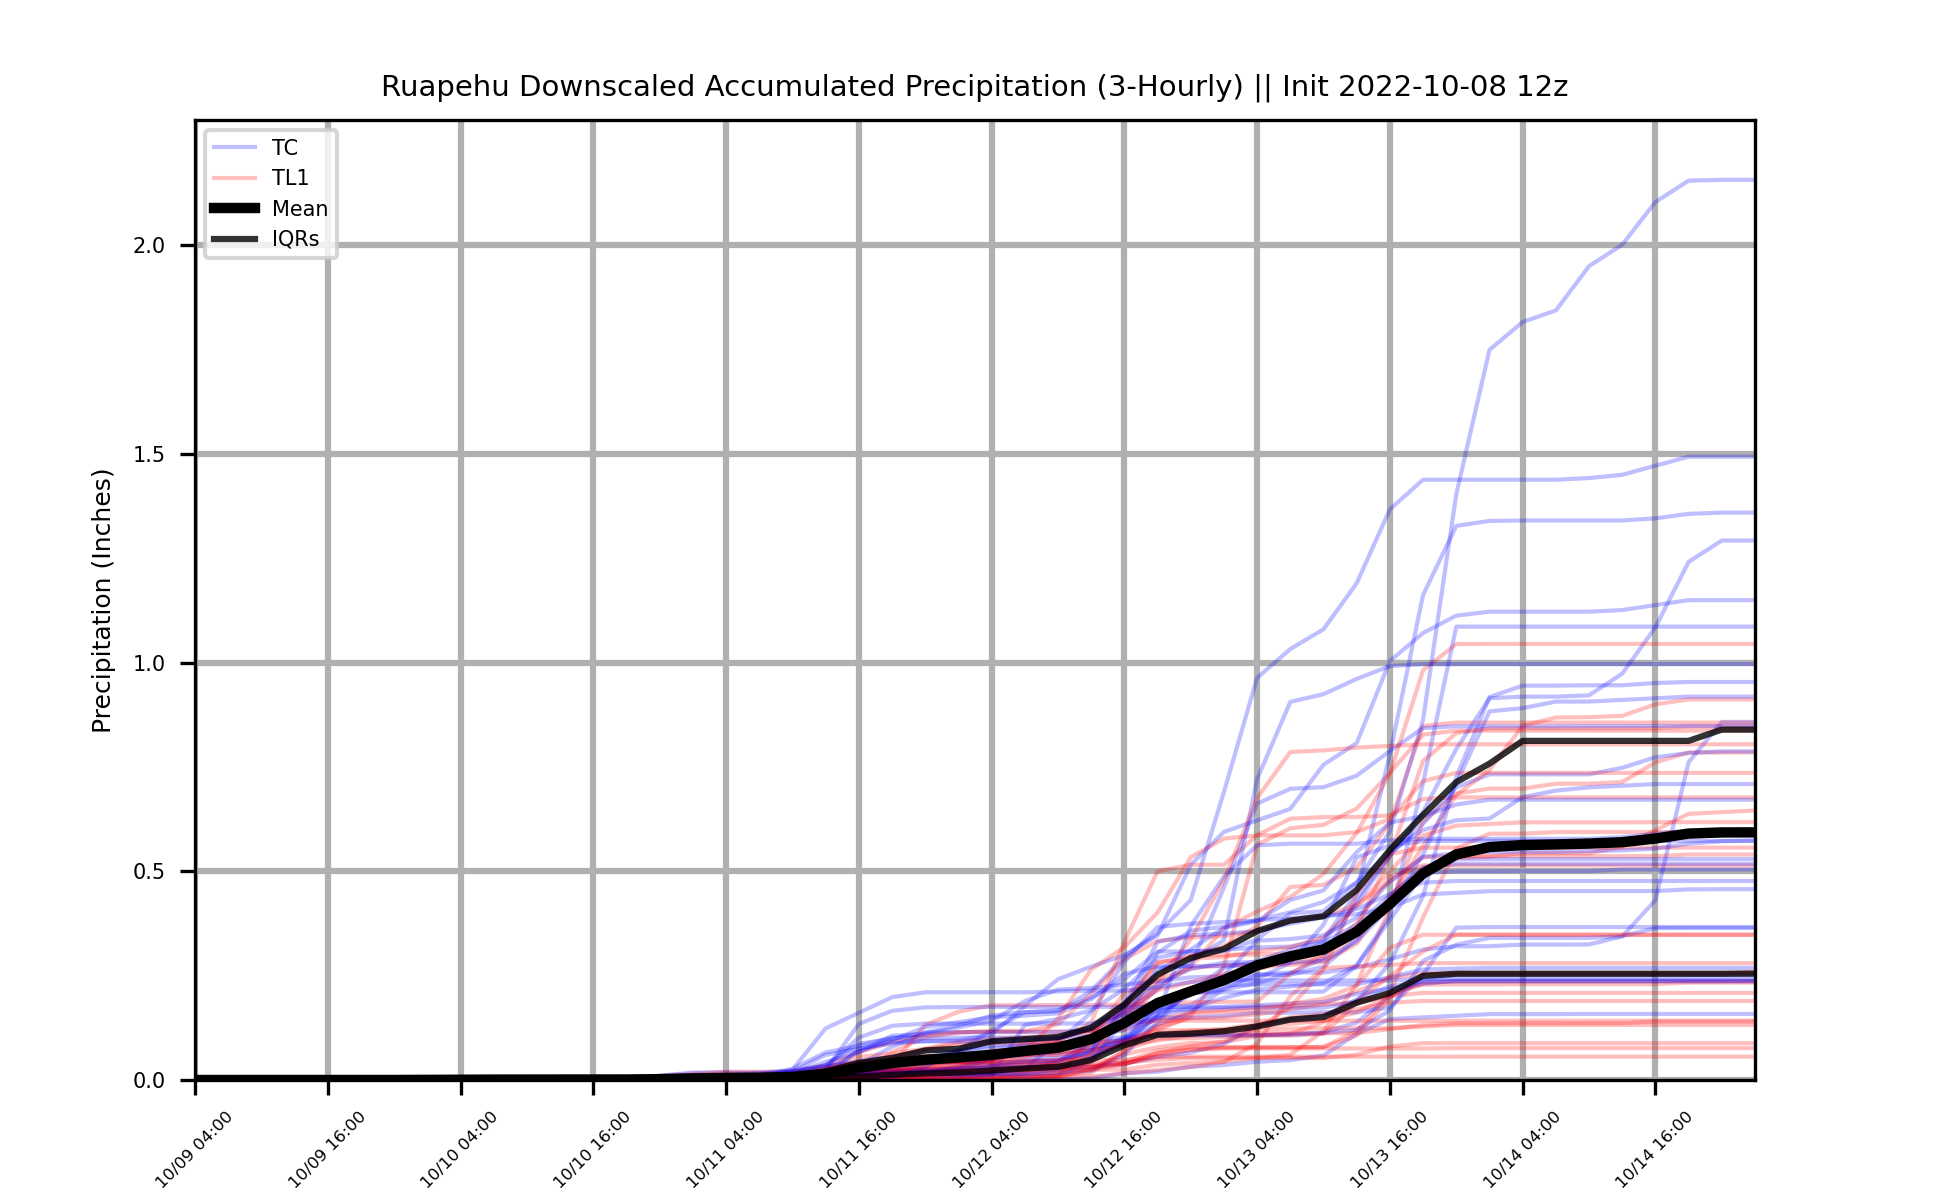 Ruapehu Downscaled Accumulated Precipitation (3-Hourly) || Init 2022-10-08 12z
TC
TL1
Mean
IQRs
Precipitation (Inches)
2.0
1.5
1.0
0.5
0.0
10/09 04:00
10/09 16:00
10/10 04:00
10/10 16:00
10/11 04:00
10/11 16:00
10/12 04:00
10/12 16:00
10/13 04:00
10/13 16:00
10/14 04:00
10/14 16:00